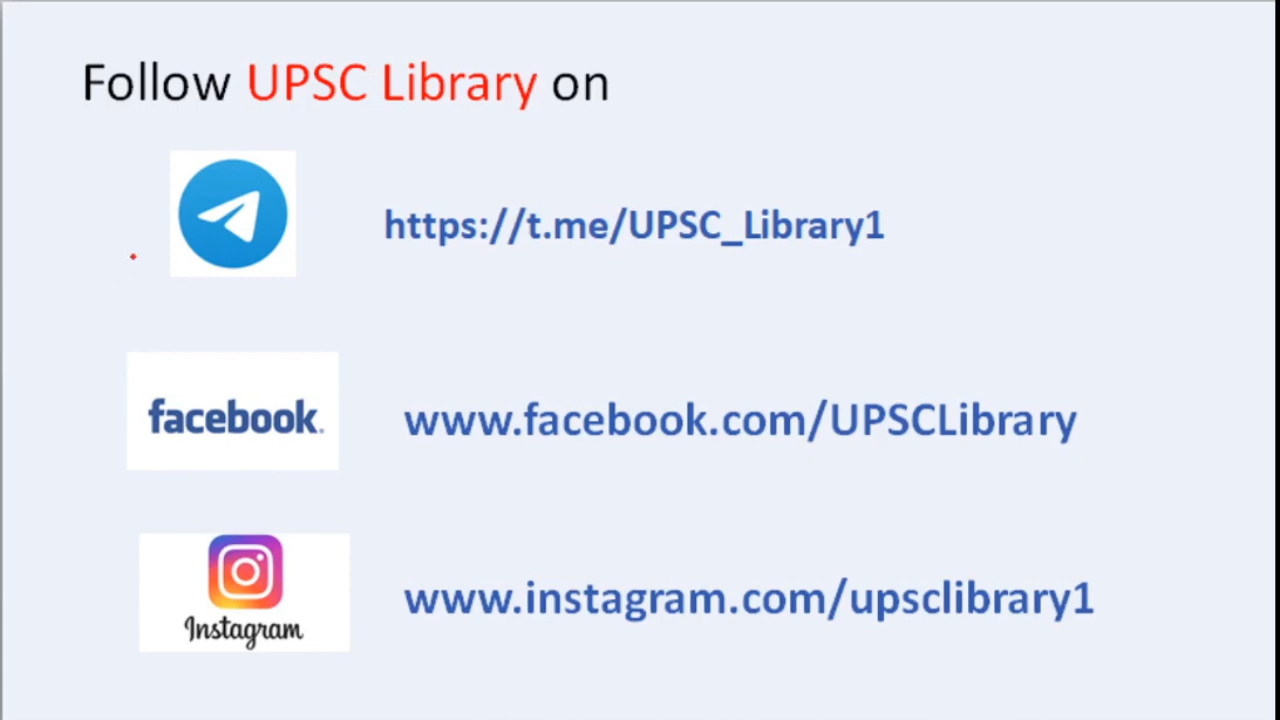 Follow UPSC Library on
https://t.me/UPSC_Library1
facebook.
www.facebook.com/UPSCLibrary
Instagram
www.instagram.com/upsclibrary1